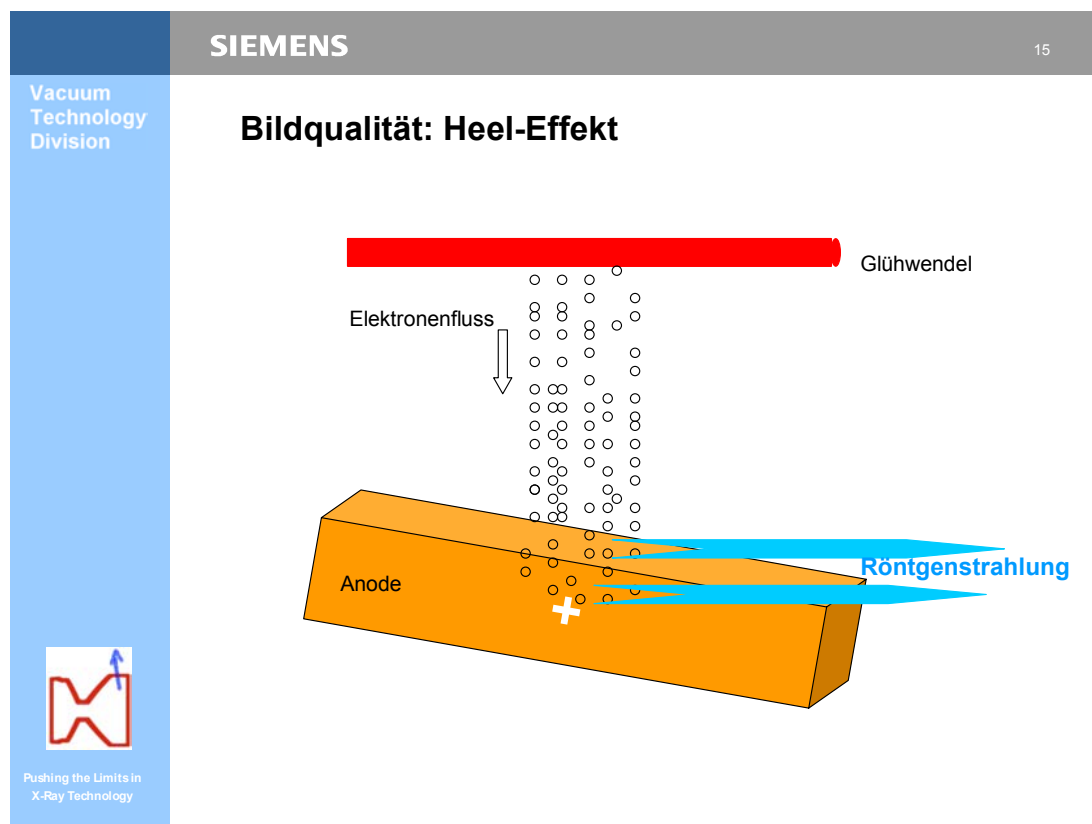 SIEMENS
15
Vacuum
Technology
Division
Bildqualität: Heel-Effekt
Glühwendel
Elektronenfluss
Röntgenstrahlung
Anode
Pushing the Limits in
X-Ray Technology